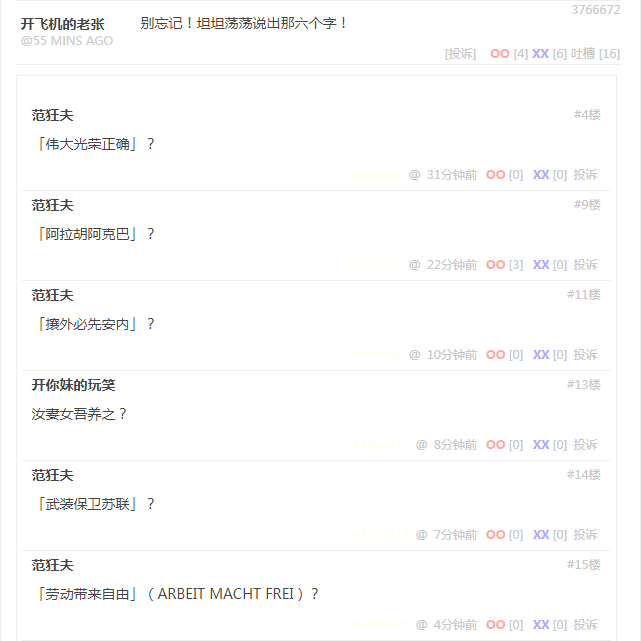 3766672
开飞机的老张 别忘记！坦坦荡荡说出那六个字！
@55 MINS AGO
[投诉] OO [4] XX [6] 吐槽 [16]
范狂夫 #4楼
「伟大光荣正确」？
@ 31分钟前 OO [0] XX [0] 投诉
范狂夫 #9楼
「阿拉胡阿克巴」？
@ 22分钟前 OO [3] XX [0] 投诉
范狂夫 #11楼
「攘外必先安内」？
@ 10分钟前 OO [0] XX [0] 投诉
开你妹的玩笑 #13楼
汝妻女吾养之？
@ 8分钟前 OO [0] XX [0] 投诉
范狂夫 #14楼
「武装保卫苏联」？
@ 7分钟前 OO [0] XX [0] 投诉
范狂夫 #15楼
「劳动带来自由」（ARBEIT MACHT FREI）？
@ 4分钟前 OO [0] XX [0] 投诉